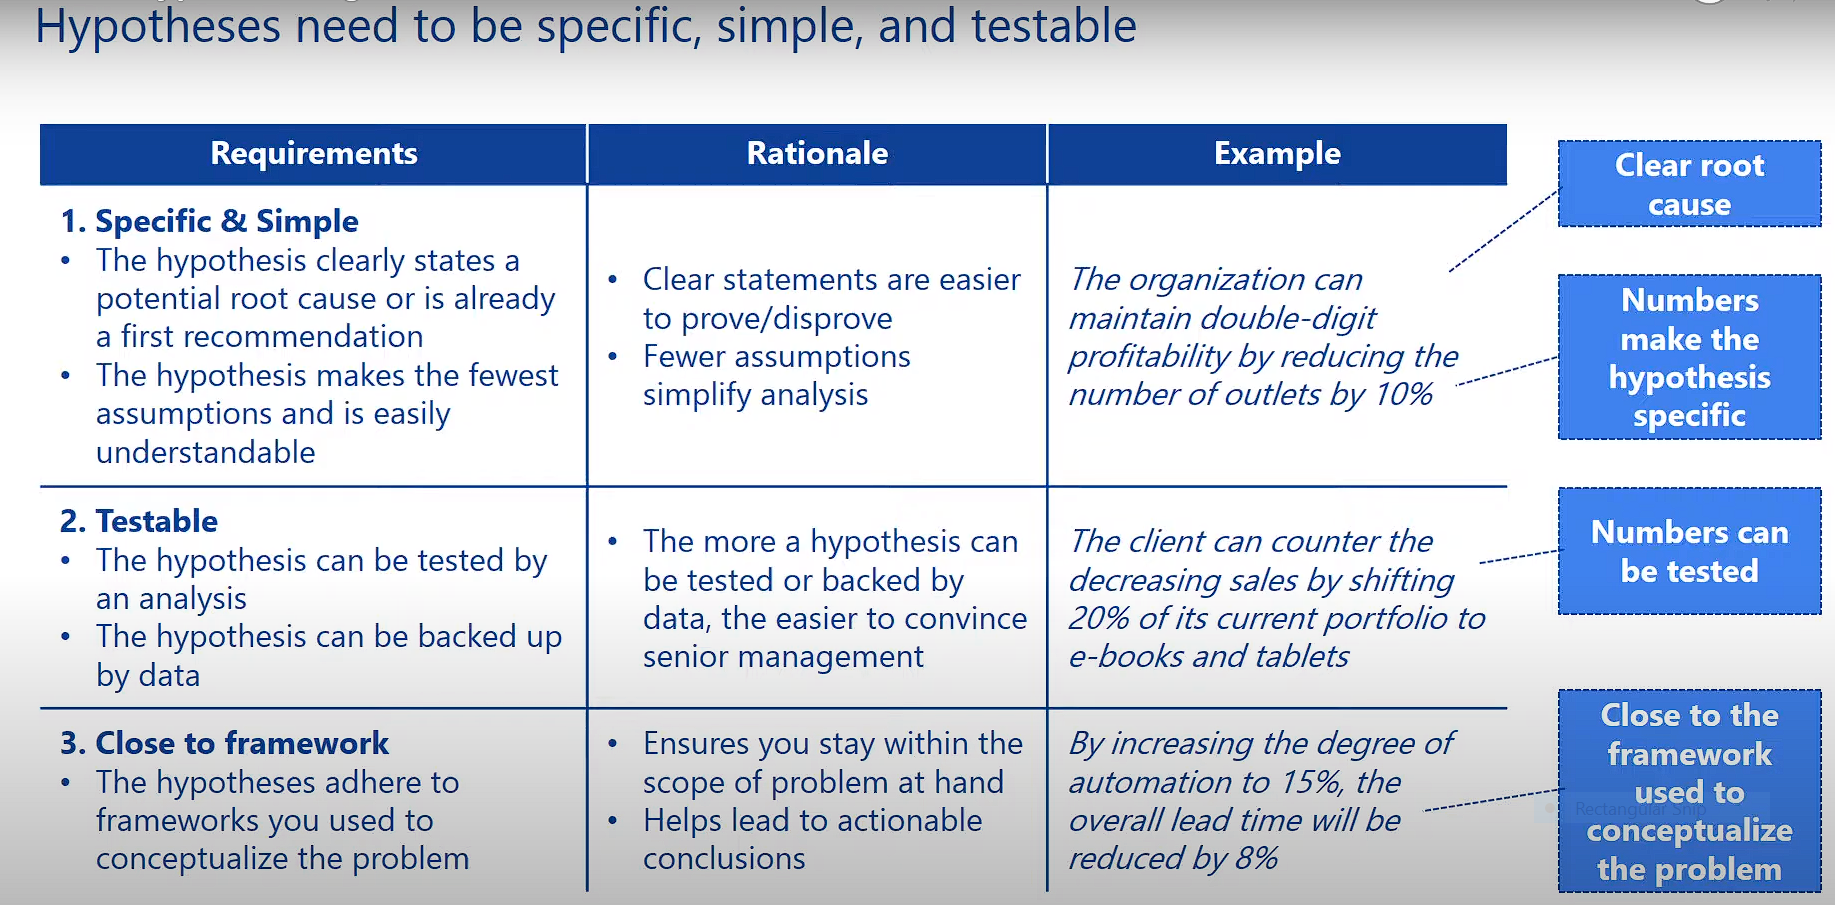 Hypotheses need to be specific, simple, and testable
Requirements
Rationale
Example
1. Specific & Simple
• The hypothesis clearly states a
potential root cause or is already
a first recommendation
• The hypothesis makes the fewest
assumptions and is easily
understandable
• Clear statements are easier
to prove/disprove
• Fewer assumptions
simplify analysis
The organization can
maintain double-digit
profitability by reducing the
number of outlets by 10%
Clear root
cause
Numbers
make the
hypothesis
specific
2. Testable
• The hypothesis can be tested by
an analysis
• The hypothesis can be backed up
by data
• The more a hypothesis can
be tested or backed by
data, the easier to convince
senior management
The client can counter the
decreasing sales by shifting
20% of its current portfolio to
e-books and tablets
Numbers can
be tested
3. Close to framework
• The hypotheses adhere to
frameworks you used to
conceptualize the problem
• Ensures you stay within the
scope of problem at hand
• Helps lead to actionable
conclusions
By increasing the degree of
automation to 15%, the
overall lead time will be
reduced by 8%
Close to the
framework
used to
conceptualize
the problem
Rectangular Snip